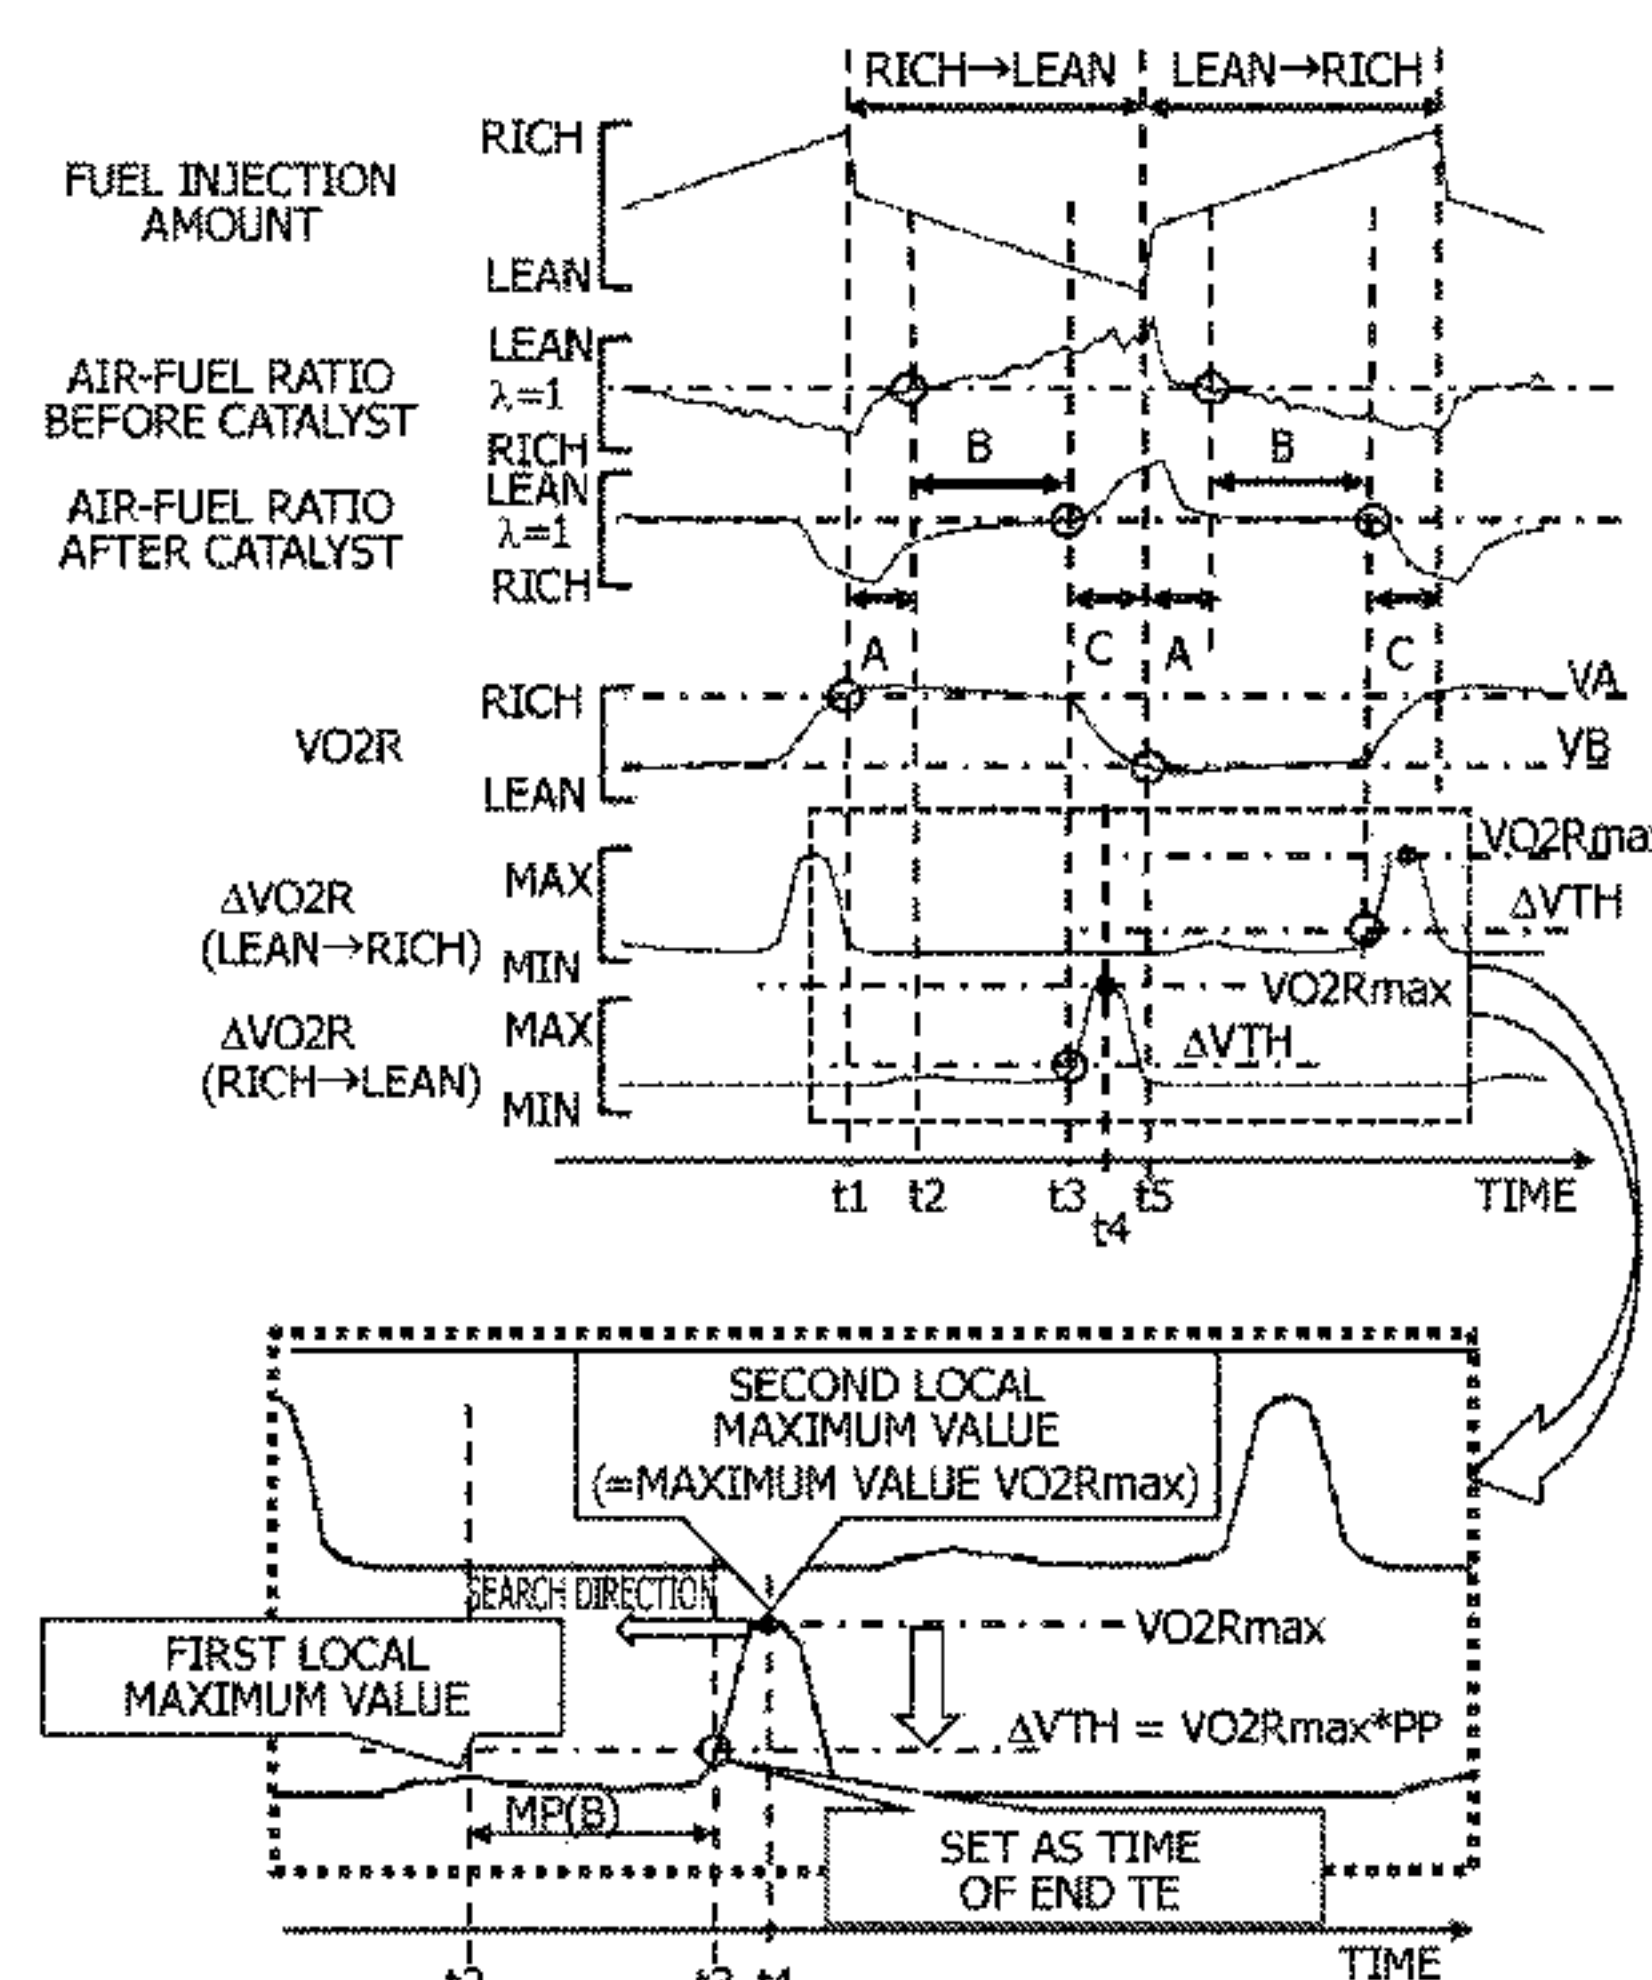 RICH→LEAN LEAN→RICH
RICH
FUEL INJECTION
AMOUNT
LEAN
LEAN
AIR-FUEL RATIO
BEFORE CATALYST
λ=1
RICH
B B
LEAN
AIR-FUEL RATIO
AFTER CATALYST
λ=1
RICH
A C A C
RICH
VA
VO2R
VB
LEAN
VO2Rmax
MAX
ΔVO2R
(LEAN→RICH)
ΔVTH
MIN
VO2Rmax
MAX
ΔVO2R
(RICH→LEAN)
ΔVTH
MIN
t1 t2 t3 t5 TIME
t4
SECOND LOCAL
MAXIMUM VALUE
(=MAXIMUM VALUE VO2Rmax)
SEARCH DIRECTION
VO2Rmax
FIRST LOCAL
MAXIMUM VALUE
ΔVTH = VO2Rmax*PP
MP(B)
SET AS TIME
OF END TE
TIME